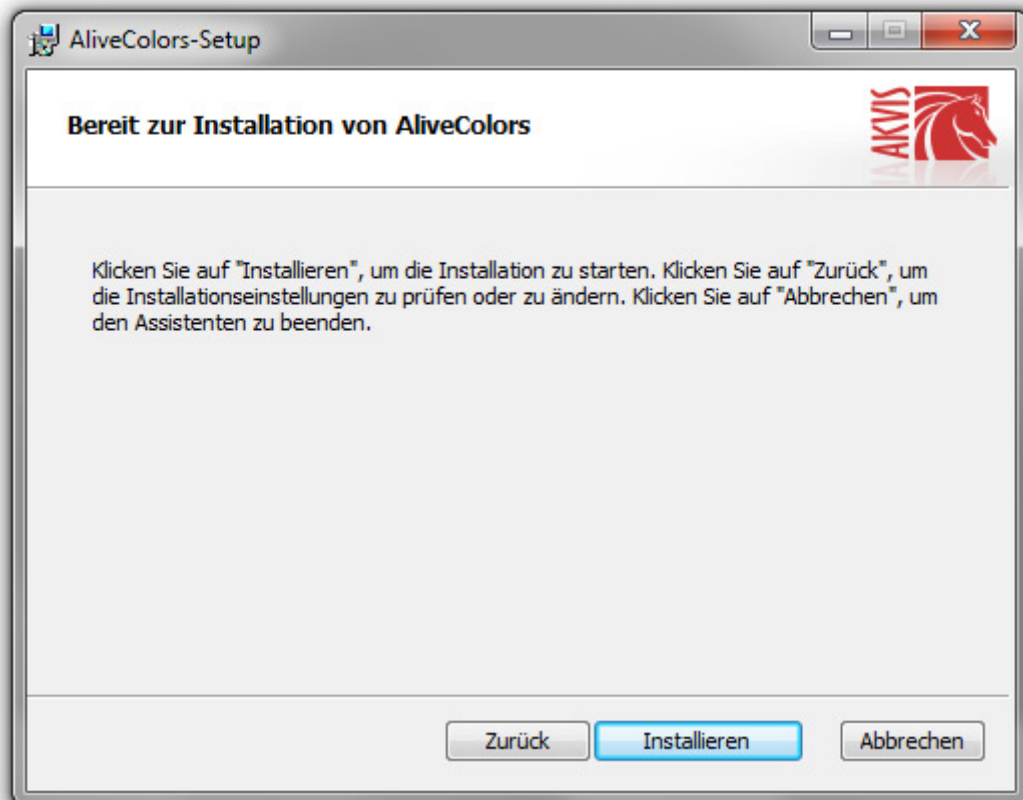 AliveColors-Setup
Bereit zur Installation von AliveColors
AKVIS
Klicken Sie auf "Installieren", um die Installation zu starten. Klicken Sie auf "Zurück", um
die Installationseinstellungen zu prüfen oder zu ändern. Klicken Sie auf "Abbrechen", um
den Assistenten zu beenden.
Zurück
Installieren
Abbrechen